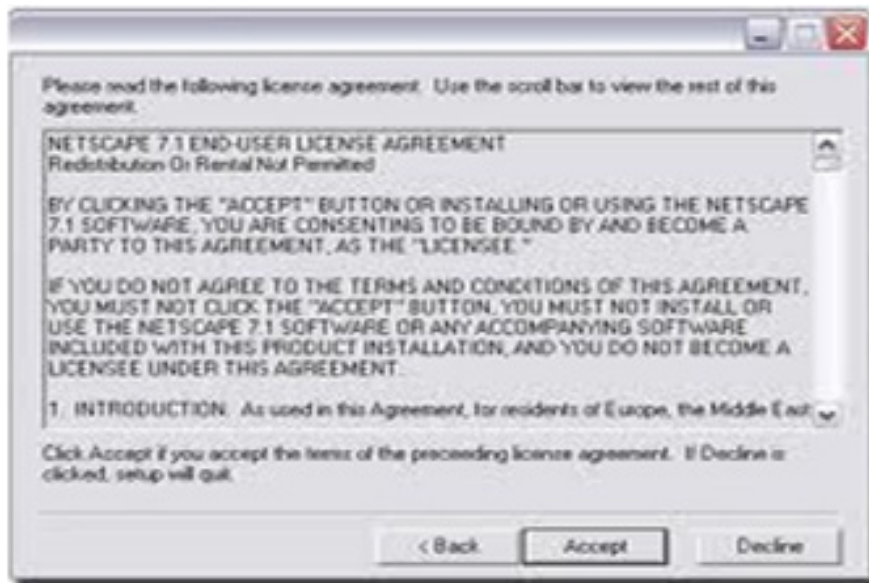 Please read the following license agreement. Use the scroll bar to view the rest of this
agreement.
NETSCAPE 7.1 END-USER LICENSE AGREEMENT
Redistribution Or Rental Not Permitted
BY CLICKING THE "ACCEPT" BUTTON OR INSTALLING OR USING THE NETSCAPE
7.1 SOFTWARE, YOU ARE CONSENTING TO BE BOUND BY AND BECOME A
PARTY TO THIS AGREEMENT, AS THE "LICENSEE."
IF YOU DO NOT AGREE TO THE TERMS AND CONDITIONS OF THIS AGREEMENT,
YOU MUST NOT CLICK THE "ACCEPT" BUTTON, YOU MUST NOT INSTALL OR
USE THE NETSCAPE 7.1 SOFTWARE OR ANY ACCOMPANYING SOFTWARE
INCLUDED WITH THIS PRODUCT INSTALLATION, AND YOU DO NOT BECOME A
LICENSEE UNDER THIS AGREEMENT.
1. INTRODUCTION. As used in this Agreement, for residents of Europe, the Middle East
Click Accept if you accept the terms of the preceeding license agreement. If Decline is
clicked, setup will quit.
< Back Accept Decline